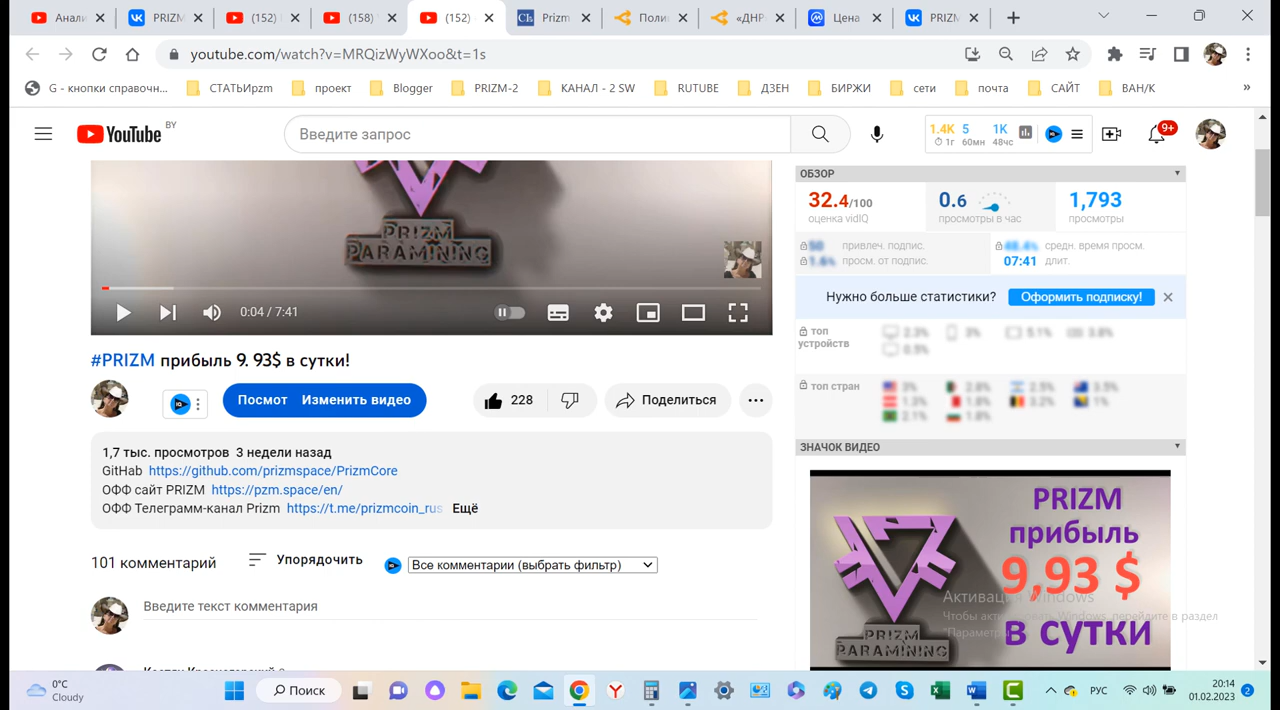 Анали
PRIZM
(152)
(158)
(152)
Prizm
Поли
«ДНР
Цена
PRIZM
youtube.com/watch?v=MRQizWyWXoo&t=1s
G - кнопки справочн...
СТАТЬИpzm
проект
Blogger
PRIZM-2
КАНАЛ - 2 SW
RUTUBE
ДЗЕН
БИРЖИ
сети
почта
САЙТ
ВАН/К
»
YouTube BY
Введите запрос
1.4K 5 1K
1г 60мн 48чс
9+
PRIZM
PARAMINING
0:04 / 7:41
#PRIZM прибыль 9. 93$ в сутки!
Посмот Изменить видео
228
Поделиться
1,7 тыс. просмотров 3 недели назад
GitHab https://github.com/prizmspace/PrizmCore
ОФФ сайт PRIZM https://pzm.space/en/
ОФФ Телеграмм-канал Prizm https://t.me/prizmcoin_rus Ещё
101 комментарий
Упорядочить
Все комментарии (выбрать фильтр)
Введите текст комментария
ОБЗОР
32.4/100
оценка vidIQ
0.6
просмотры в час
1,793
просмотры
привлеч. подпис.
просм. от подпис.
средн. время просм.
07:41 длит.
Нужно больше статистики? Оформить подписку!
топ
устройств
топ стран
ЗНАЧОК ВИДЕО
PRIZM
прибыль
9,93 $
в сутки
PRIZM
PARAMINING
Активация Windows
Чтобы активировать Windows, перейдите в раздел
"Параметры
0°C
Cloudy
Поиск
РУС
20:14
01.02.2023
2